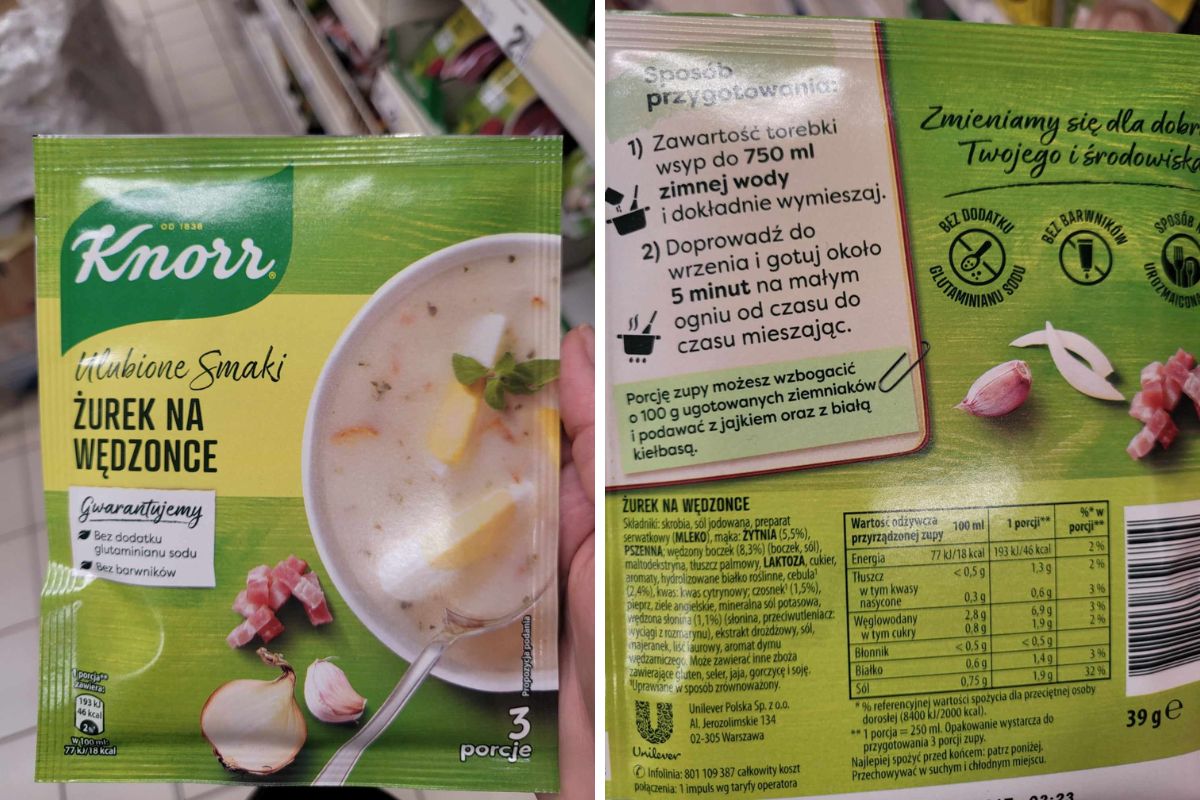 OD 1838
Knorr
Ulubione Smaki
ŻUREK NA
WĘDZONCE
Gwarantujemy
Bez dodatku
glutaminianu sodu
Bez barwników
1 porcja**
zawiera:
193 kJ
46 kcal
2%*
w 100 ml:
77 kJ/18 kcal
Propozycja podania
3
porcje
Sposób
przygotowania:
1) Zawartość torebki
wsyp do 750 ml
zimnej wody
i dokładnie wymieszaj.
2) Doprowadź do
wrzenia i gotuj około
5 minut na małym
ogniu od czasu do
czasu mieszając.
Porcję zupy możesz wzbogacić
o 100 g ugotowanych ziemniaków
i podawać z jajkiem oraz z białą
kiełbasą.
Zmieniamy się dla
Twojego i środowiska
BEZ DODATKU
GLUTAMINIANU SODU
BEZ BARWNIKÓW
SPOSÓB
ŻUREK NA WĘDZONCE
Składniki: skrobia, sól jodowana, preparat
serwatkowy (MLEKO), mąka: ŻYTNIA (5,5%),
PSZENNA; wędzony boczek (8,3%) (boczek, sól),
maltodekstryna, tłuszcz palmowy, LAKTOZA, cukier,
aromaty, hydrolizowane białko roślinne, cebula¹
(2,4%), kwas: kwas cytrynowy; czosnek¹ (1,5%),
pieprz, ziele angielskie, mineralna sól potasowa,
wędzona słonina (1,1%) (słonina, przeciwutleniacz:
wyciągi z rozmarynu), ekstrakt drożdżowy, sól,
majeranek, liść laurowy, aromat dymu
wędzarniczego. Może zawierać inne zboża
zawierające gluten, seler, jaja, gorczycę i soję.
¹Uprawiane w sposób zrównoważony.
Wartość odżywcza 100 ml 1 porcji** %* w
przyrządzonej zupy porcji**
Energia 77 kJ/18 kcal 193 kJ/46 kcal 2%
Tłuszcz < 0,5 g 1,3 g 2%
w tym kwasy
nasycone 0,3 g 0,6 g 3%
Węglowodany 2,8 g 6,9 g 3%
w tym cukry 0,8 g 1,9 g 2%
Błonnik < 0,5 g < 0,5 g
Białko 0,6 g 1,4 g 3%
Sól 0,75 g 1,9 g 32%
* % referencyjnej wartości spożycia dla przeciętnej osoby
dorosłej (8400 kJ/2000 kcal).
** 1 porcja = 250 ml. Opakowanie wystarcza do
przygotowania 3 porcji zupy.
Najlepiej spożyć przed końcem: patrz poniżej.
Przechowywać w suchym i chłodnym miejscu.
39 g e
Unilever
Unilever Polska Sp. z o.o.
Al. Jerozolimskie 134
02-305 Warszawa
Infolinia: 801 109 387 całkowity koszt
połączenia: 1 impuls wg taryfy operatora